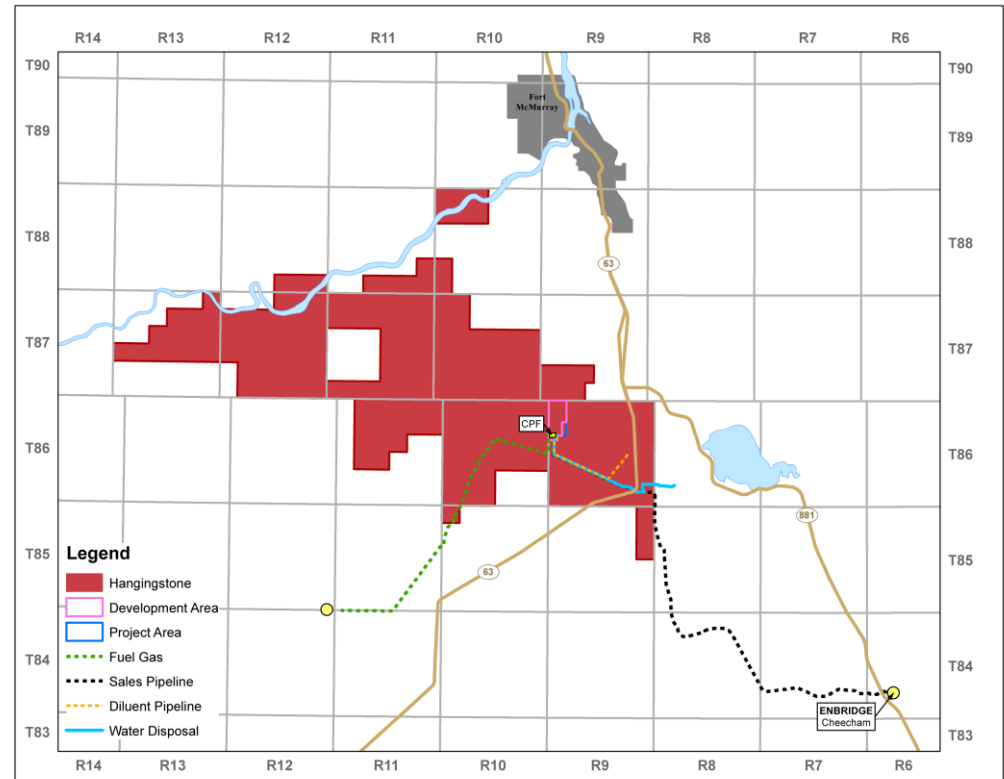 R14 R13 R12 R11 R10 R9 R8 R7 R6
T90 T90
Fort
McMurray
T89 T89
T88 T88
63
T87 T87
CPF
T86 T86
881
T85 T85
63
Legend
Hangingstone
Development Area
Project Area
Fuel Gas
Sales Pipeline
Diluent Pipeline
Water Disposal
T84 T84
ENBRIDGE
Cheecham
T83 T83
R14 R13 R12 R11 R10 R9 R8 R7 R6